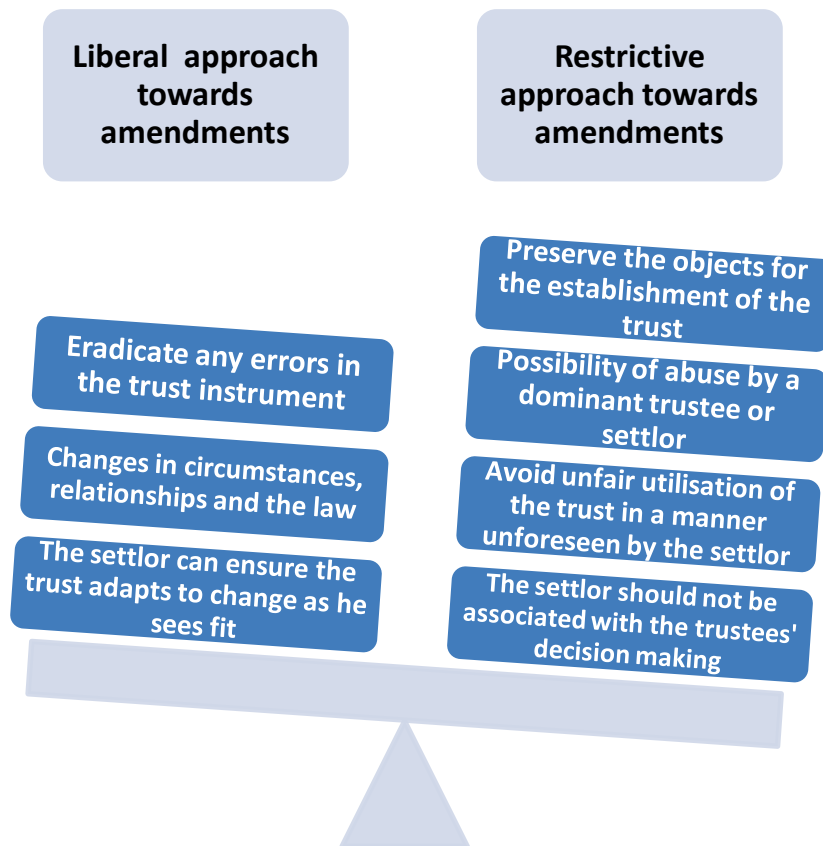 Liberal approach
towards
amendments
Restrictive
approach towards
amendments
Eradicate any errors in
the trust instrument
Changes in circumstances,
relationships and the law
The settlor can ensure the
trust adapts to change as he
sees fit
Preserve the objects for
the establishment of the
trust
Possibility of abuse by a
dominant trustee or
settlor
Avoid unfair utilisation of
the trust in a manner
unforeseen by the settlor
The settlor should not be
associated with the trustees'
decision making